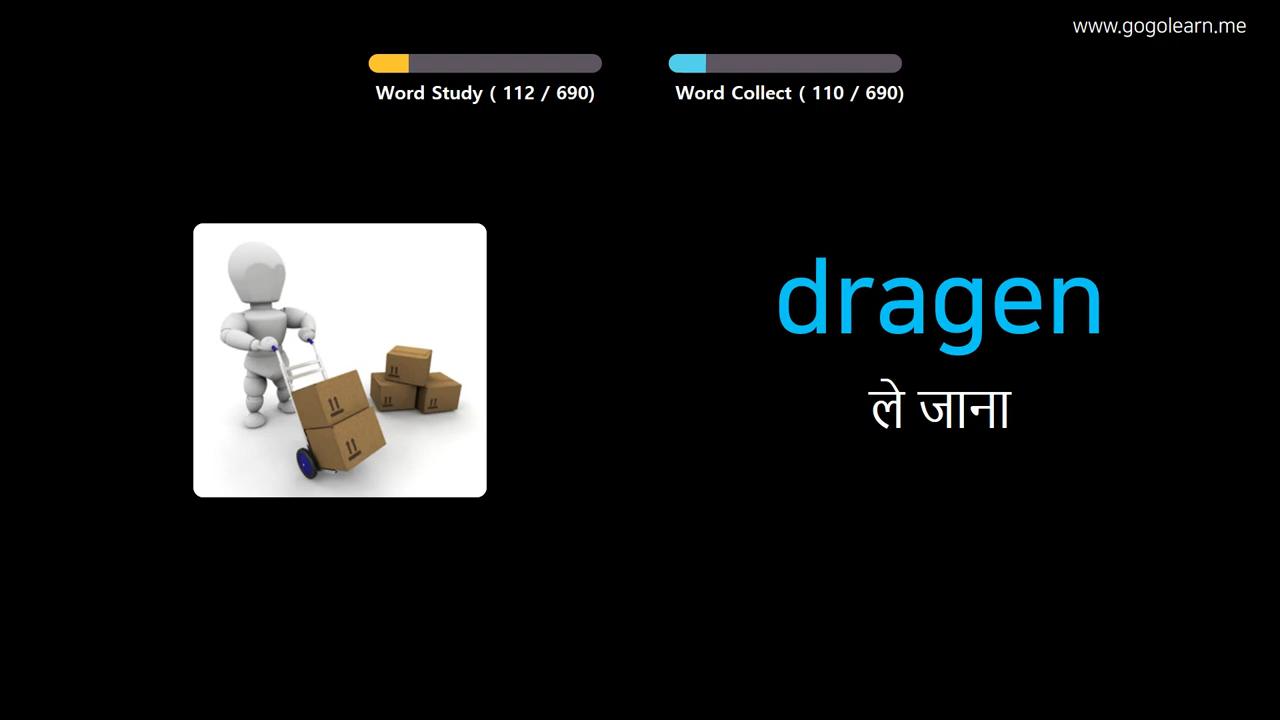 www.gogolearn.me
Word Study ( 112 / 690)
Word Collect ( 110 / 690)
dragen
ले जाना